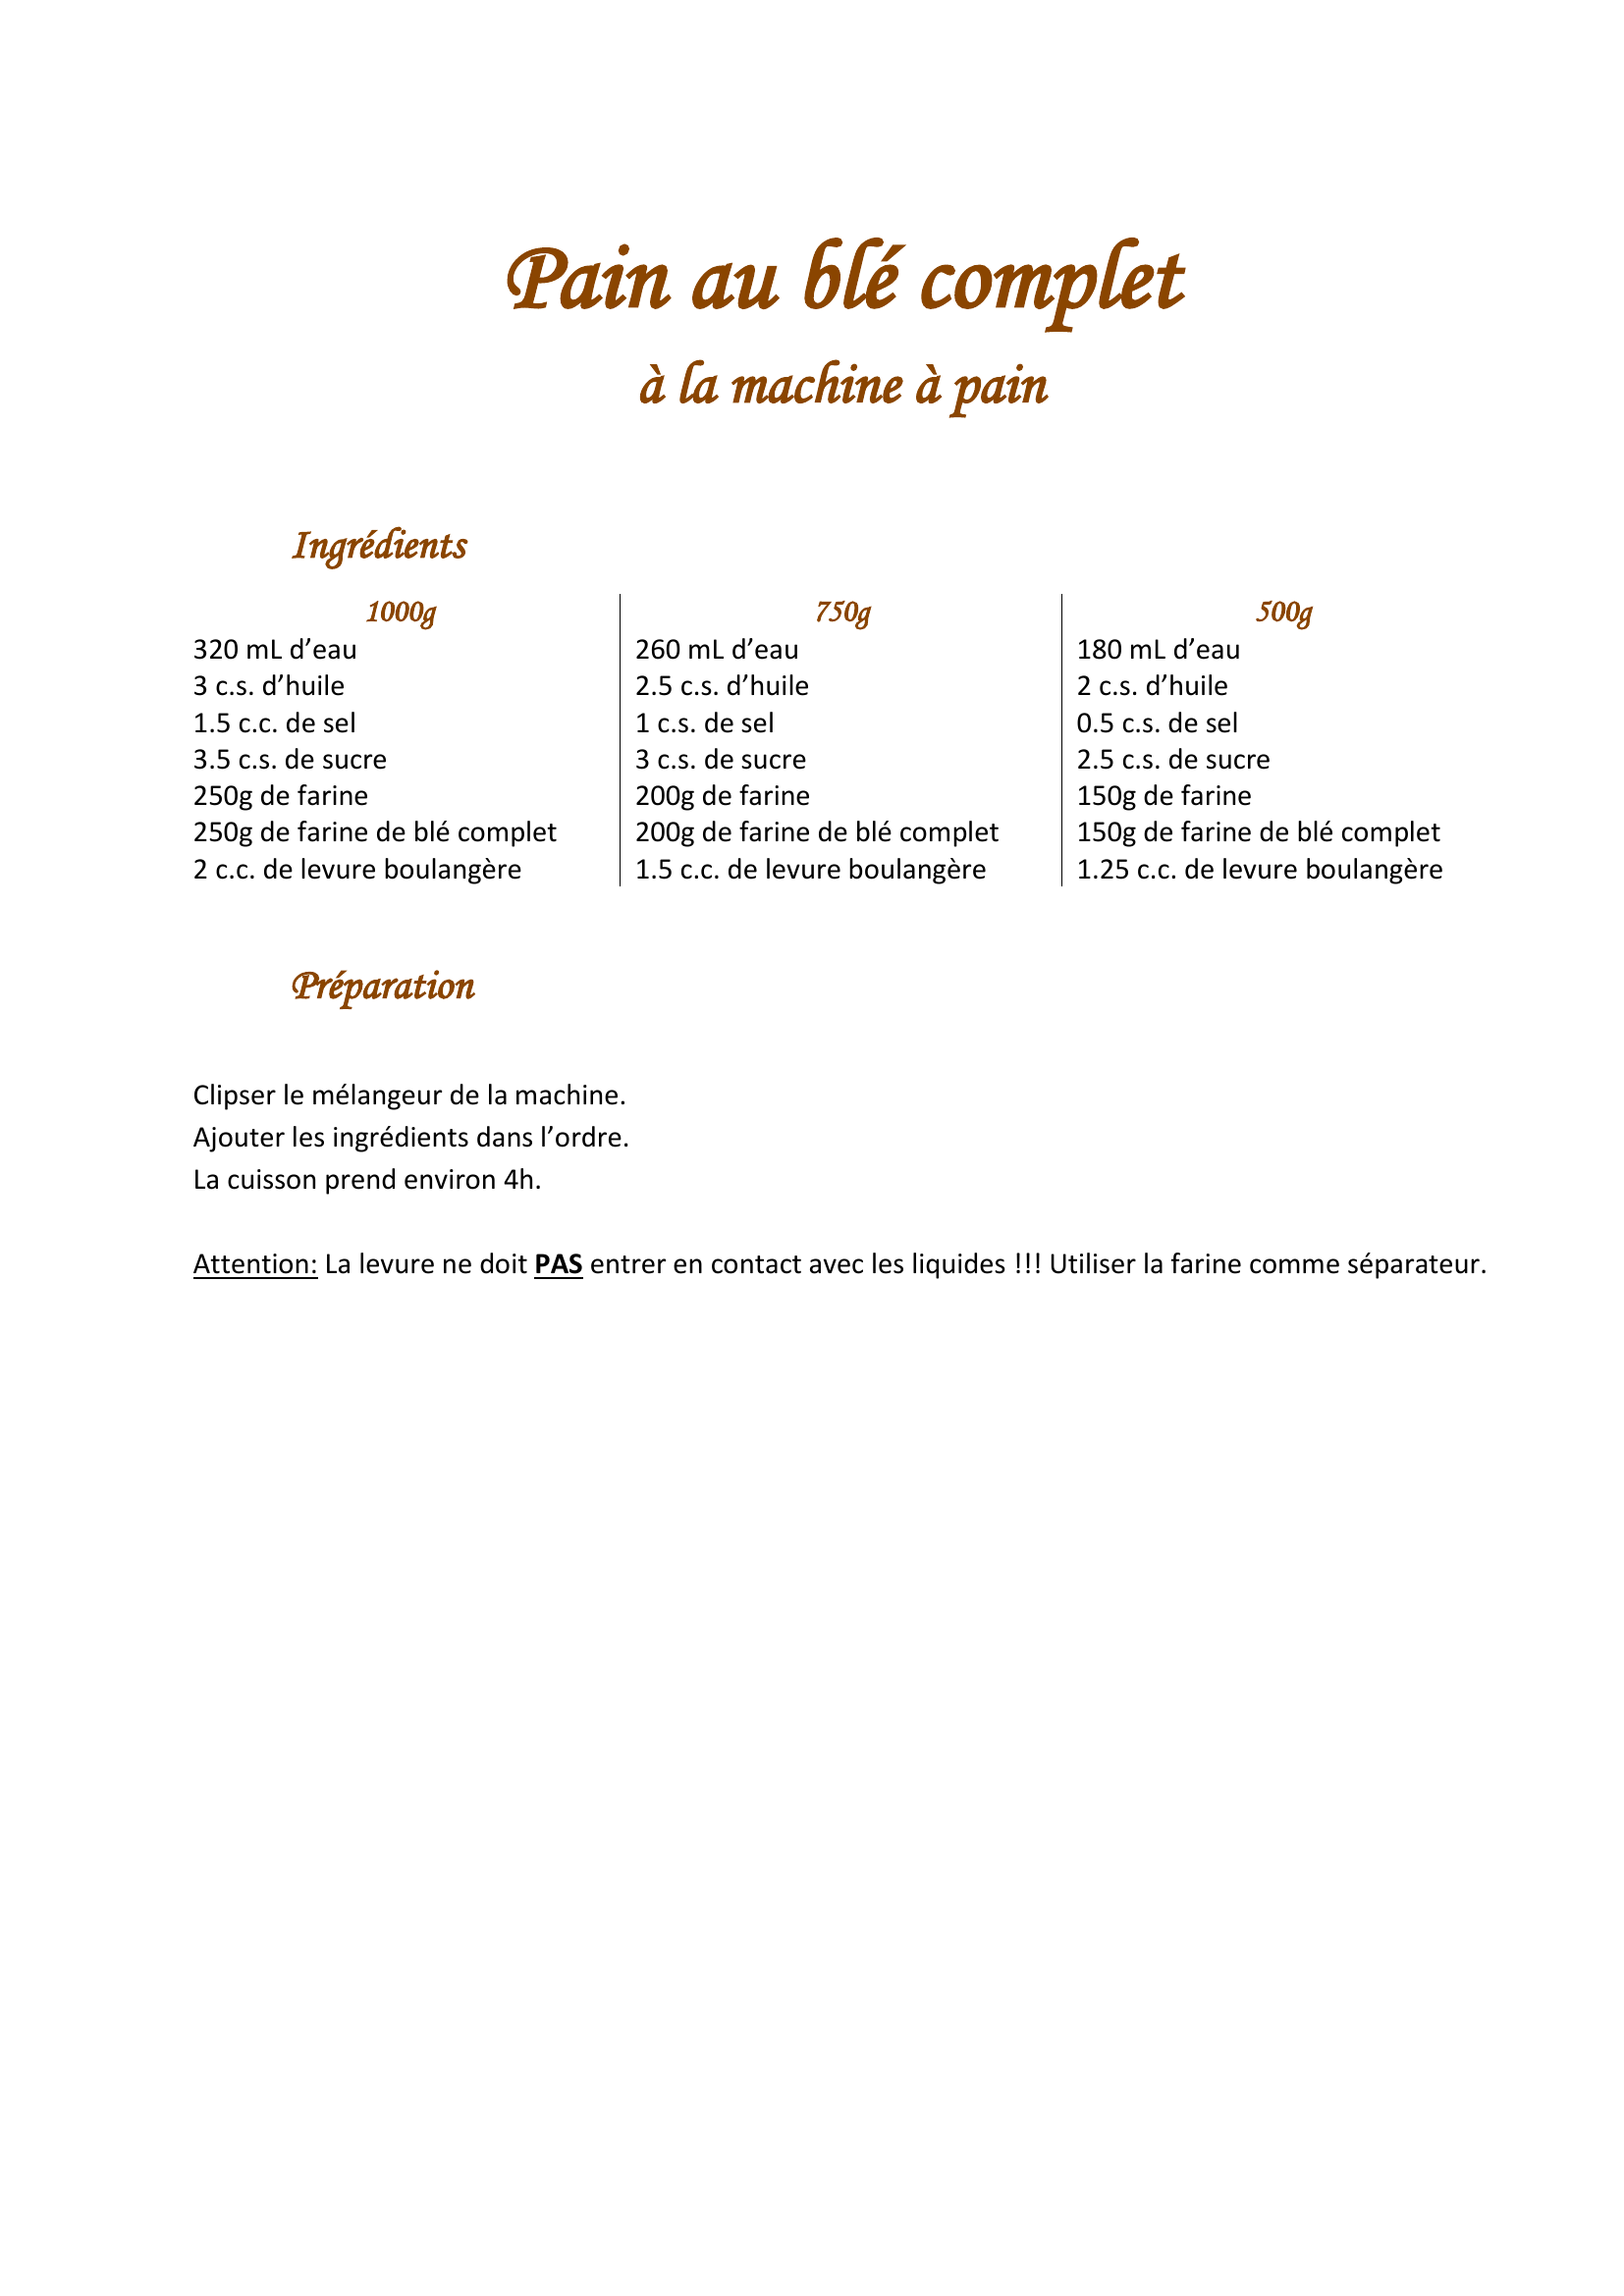 Pain au blé complet
à la machine à pain
Ingrédients
1000g
320 mL d’eau
3 c.s. d’huile
1.5 c.c. de sel
3.5 c.s. de sucre
250g de farine
250g de farine de blé complet
2 c.c. de levure boulangère
750g
260 mL d’eau
2.5 c.s. d’huile
1 c.s. de sel
3 c.s. de sucre
200g de farine
200g de farine de blé complet
1.5 c.c. de levure boulangère
500g
180 mL d’eau
2 c.s. d’huile
0.5 c.s. de sel
2.5 c.s. de sucre
150g de farine
150g de farine de blé complet
1.25 c.c. de levure boulangère
Préparation
Clipser le mélangeur de la machine.
Ajouter les ingrédients dans l’ordre.
La cuisson prend environ 4h.
Attention: La levure ne doit PAS entrer en contact avec les liquides !!! Utiliser la farine comme séparateur.